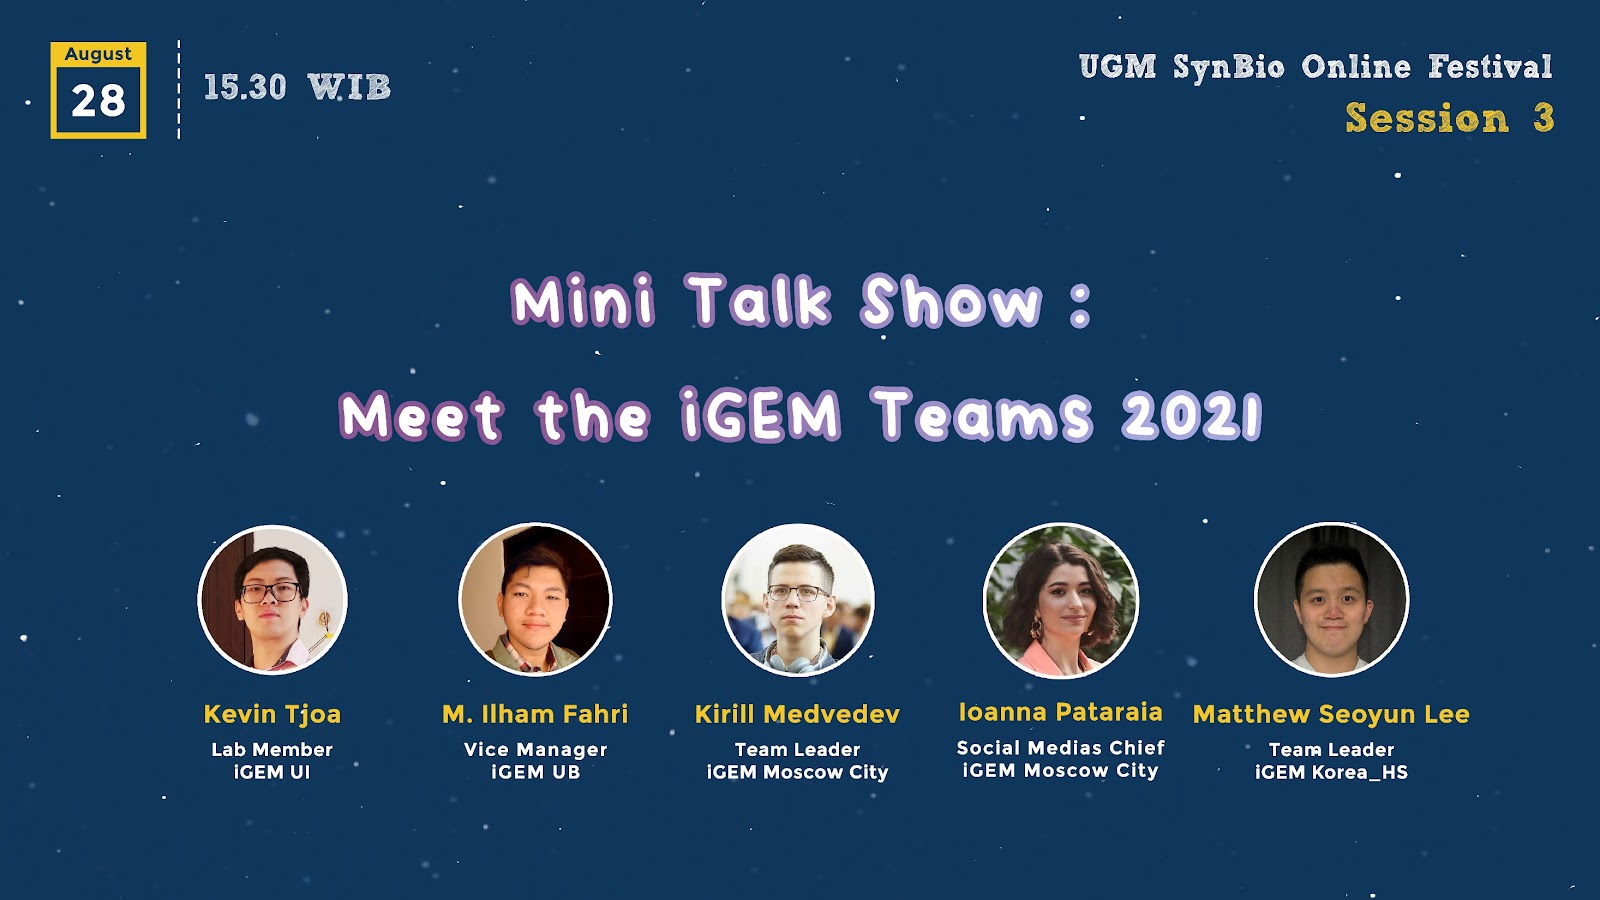 August
28
15.30 WIB
UGM SynBio Online Festival
Session 3
Mini Talk Show :
Meet the iGEM Teams 2021
Kevin Tjoa
Lab Member
iGEM UI
M. Ilham Fahri
Vice Manager
iGEM UB
Kirill Medvedev
Team Leader
iGEM Moscow City
Ioanna Pataraia
Social Medias Chief
iGEM Moscow City
Matthew Seoyun Lee
Team Leader
iGEM Korea_HS